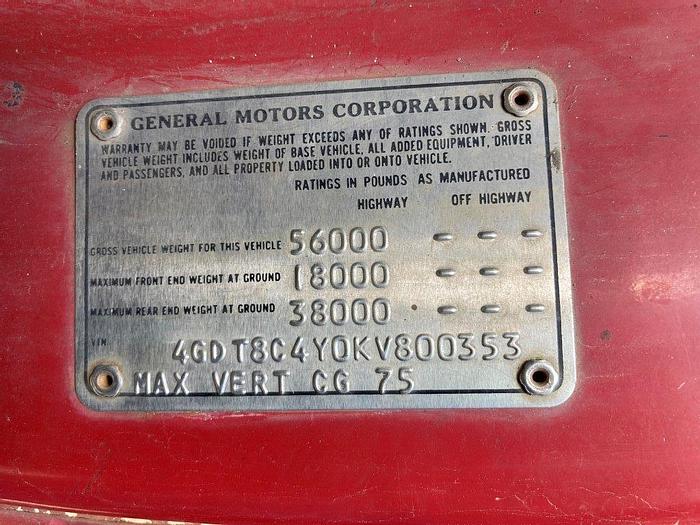 GENERAL MOTORS CORPORATION
WARRANTY MAY BE VOIDED IF WEIGHT EXCEEDS ANY OF RATINGS SHOWN. GROSS
VEHICLE WEIGHT INCLUDES WEIGHT OF BASE VEHICLE, ALL ADDED EQUIPMENT, DRIVER
AND PASSENGERS, AND ALL PROPERTY LOADED INTO OR ONTO VEHICLE.
RATINGS IN POUNDS AS MANUFACTURED
HIGHWAY OFF HIGHWAY
GROSS VEHICLE WEIGHT FOR THIS VEHICLE 56000 - - -
MAXIMUM FRONT END WEIGHT AT GROUND 18000 - - -
MAXIMUM REAR END WEIGHT AT GROUND 38000 - - -
VIN
4GDT8C4Y0KV800353
MAX VERT CG 75